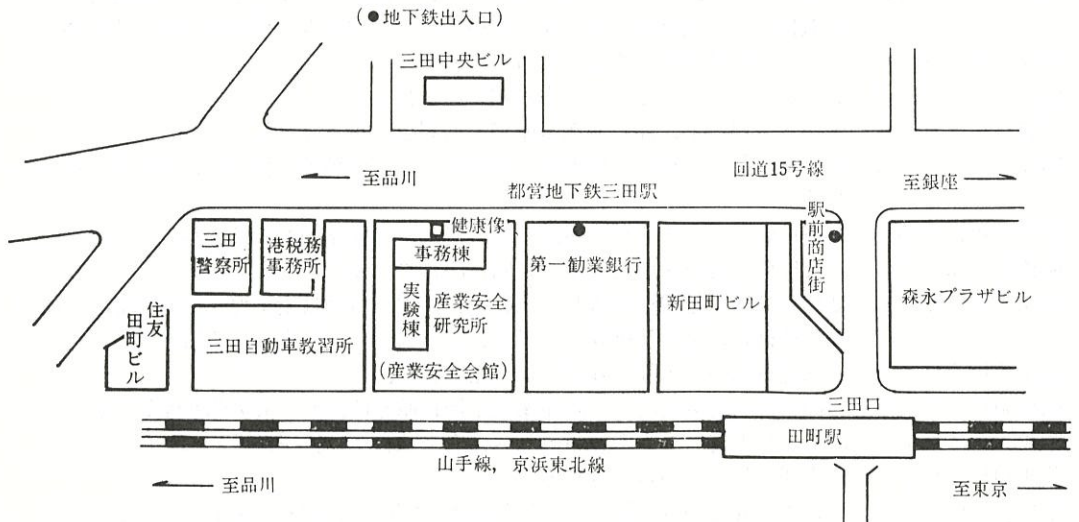 (●地下鉄出入口)
三田中央ビル
回道15号線
至品川
至銀座
都営地下鉄三田駅
駅前商店街
健康像
三田
警察所
港税務
事務所
事務棟
第一勧業銀行
実験棟
産業安全
研究所
新田町ビル
森永プラザビル
住友
田町ビル
三田自動車教習所
(産業安全会館)
三田口
田町駅
山手線，京浜東北線
至品川
至東京